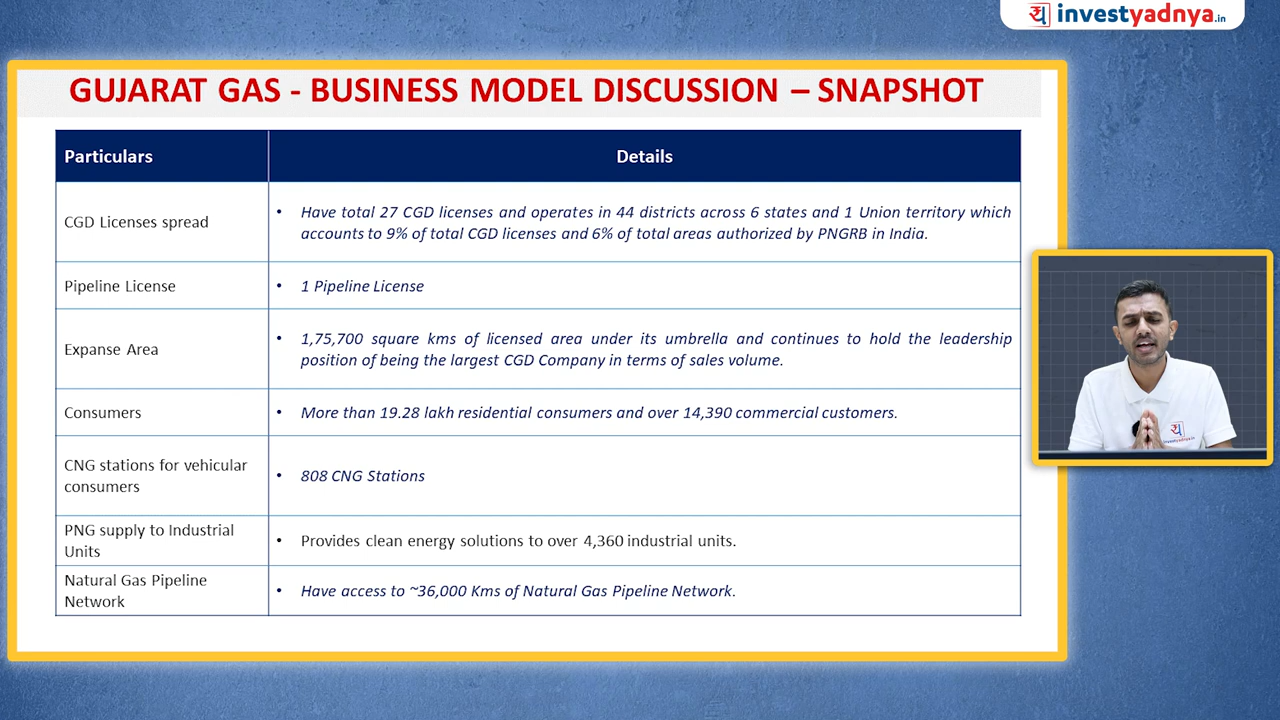 investyadnya.in
GUJARAT GAS - BUSINESS MODEL DISCUSSION – SNAPSHOT
Particulars
Details
CGD Licenses spread
• Have total 27 CGD licenses and operates in 44 districts across 6 states and 1 Union territory which
accounts to 9% of total CGD licenses and 6% of total areas authorized by PNGRB in India.
Pipeline License
• 1 Pipeline License
Expanse Area
• 1,75,700 square kms of licensed area under its umbrella and continues to hold the leadership
position of being the largest CGD Company in terms of sales volume.
Consumers
• More than 19.28 lakh residential consumers and over 14,390 commercial customers.
CNG stations for vehicular
consumers
• 808 CNG Stations
PNG supply to Industrial
Units
• Provides clean energy solutions to over 4,360 industrial units.
Natural Gas Pipeline
Network
• Have access to ~36,000 Kms of Natural Gas Pipeline Network.
investyadnya.in